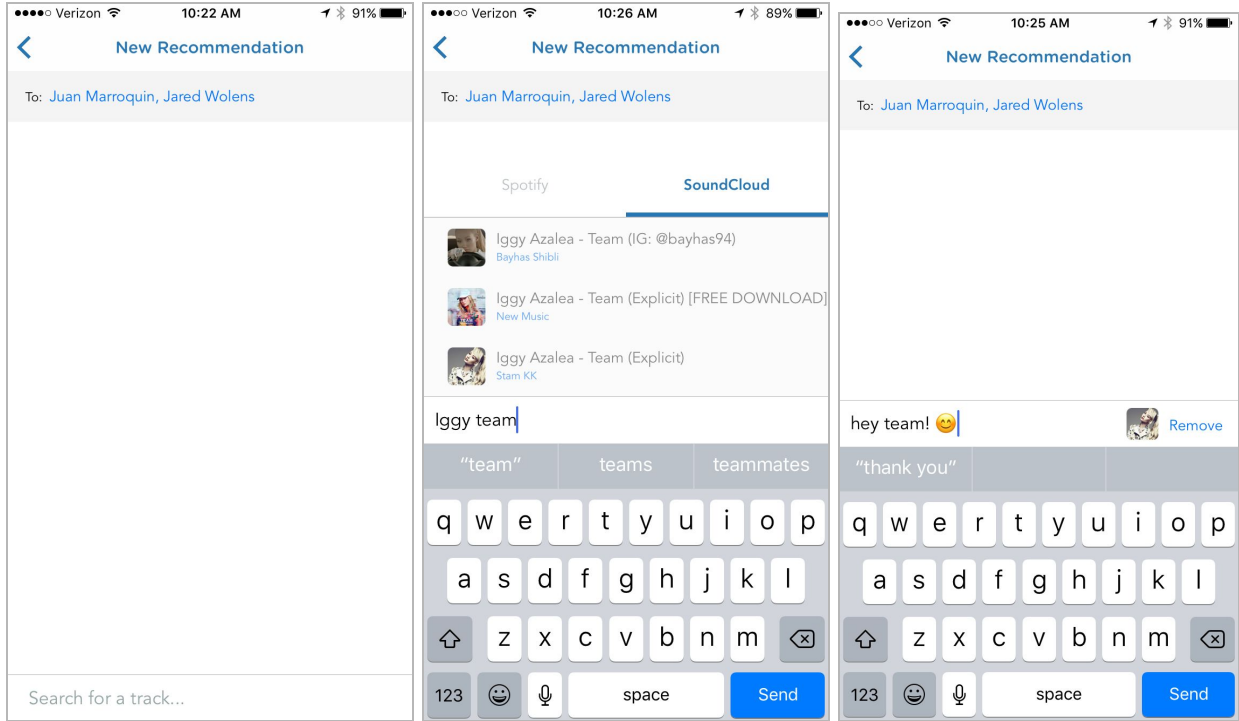 Verizon 10:22 AM 91%
New Recommendation
To: Juan Marroquin, Jared Wolens
Search for a track...
Verizon 10:26 AM 89%
New Recommendation
To: Juan Marroquin, Jared Wolens
Spotify SoundCloud
Iggy Azalea - Team (IG: @bayhas94)
Bayhas Shibli
Iggy Azalea - Team (Explicit) [FREE DOWNLOAD]
New Music
Iggy Azalea - Team (Explicit)
Stam KK
Iggy team
“team” teams teammates
q w e r t y u i o p
a s d f g h j k l
z x c v b n m
123 space Send
Verizon 10:25 AM 91%
New Recommendation
To: Juan Marroquin, Jared Wolens
hey team! 😊 Remove
“thank you”
q w e r t y u i o p
a s d f g h j k l
z x c v b n m
123 space Send